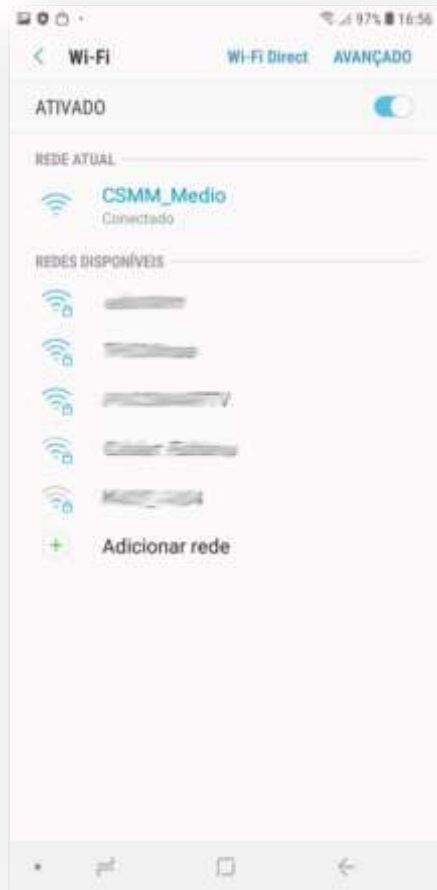 97% 16:56
Wi-Fi Wi-Fi Direct AVANÇADO
ATIVADO
REDE ATUAL
CSMM_Medio
Conectado
REDES DISPONÍVEIS
Adicionar rede